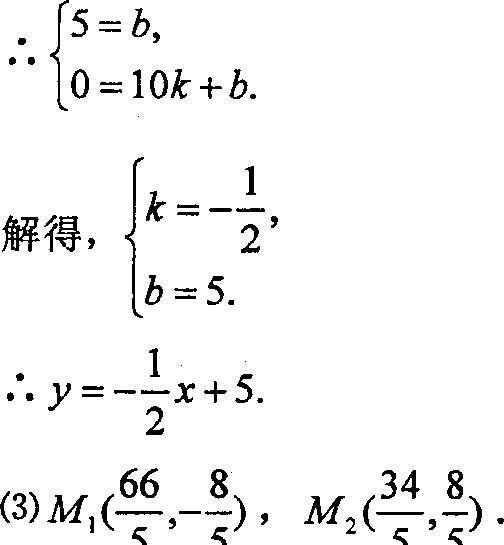 ∴ { 5 = b,
0 = 10k + b.
解得, { k = -1/2,
b = 5.
∴ y = -1/2 x + 5.
(3) M₁(66/5, -8/5), M₂(34/5, 8/5).